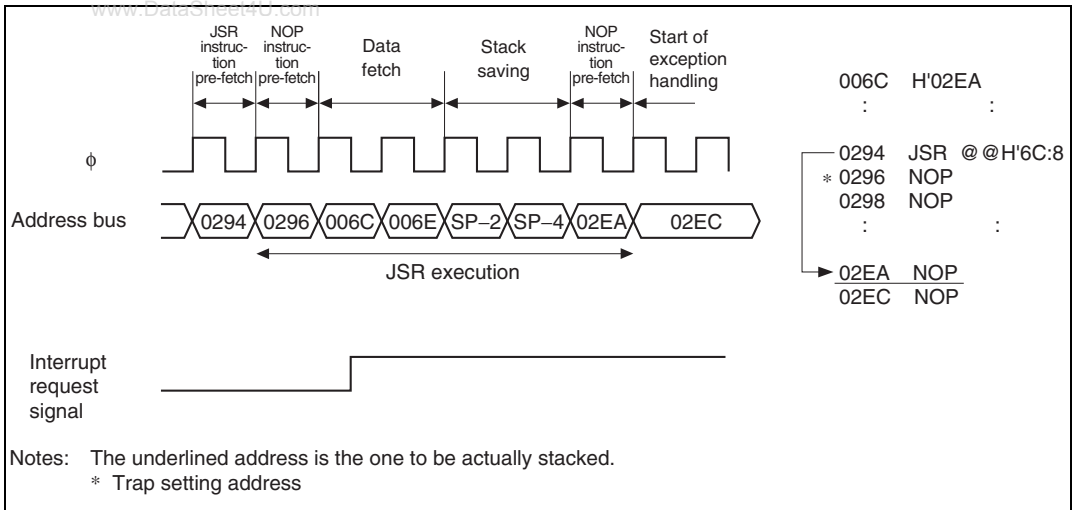 www.DataSheet4U.com
JSR
instruc-
tion
pre-fetch
NOP
instruc-
tion
pre-fetch
Data
fetch
Stack
saving
NOP
instruc-
tion
pre-fetch
Start of
exception
handling
φ
Address bus
0294 0296 006C 006E SP−2 SP−4 02EA 02EC
JSR execution
Interrupt
request
signal
006C H'02EA
: :
0294 JSR @@H'6C:8
* 0296 NOP
0298 NOP
: :
02EA NOP
02EC NOP
Notes: The underlined address is the one to be actually stacked.
* Trap setting address